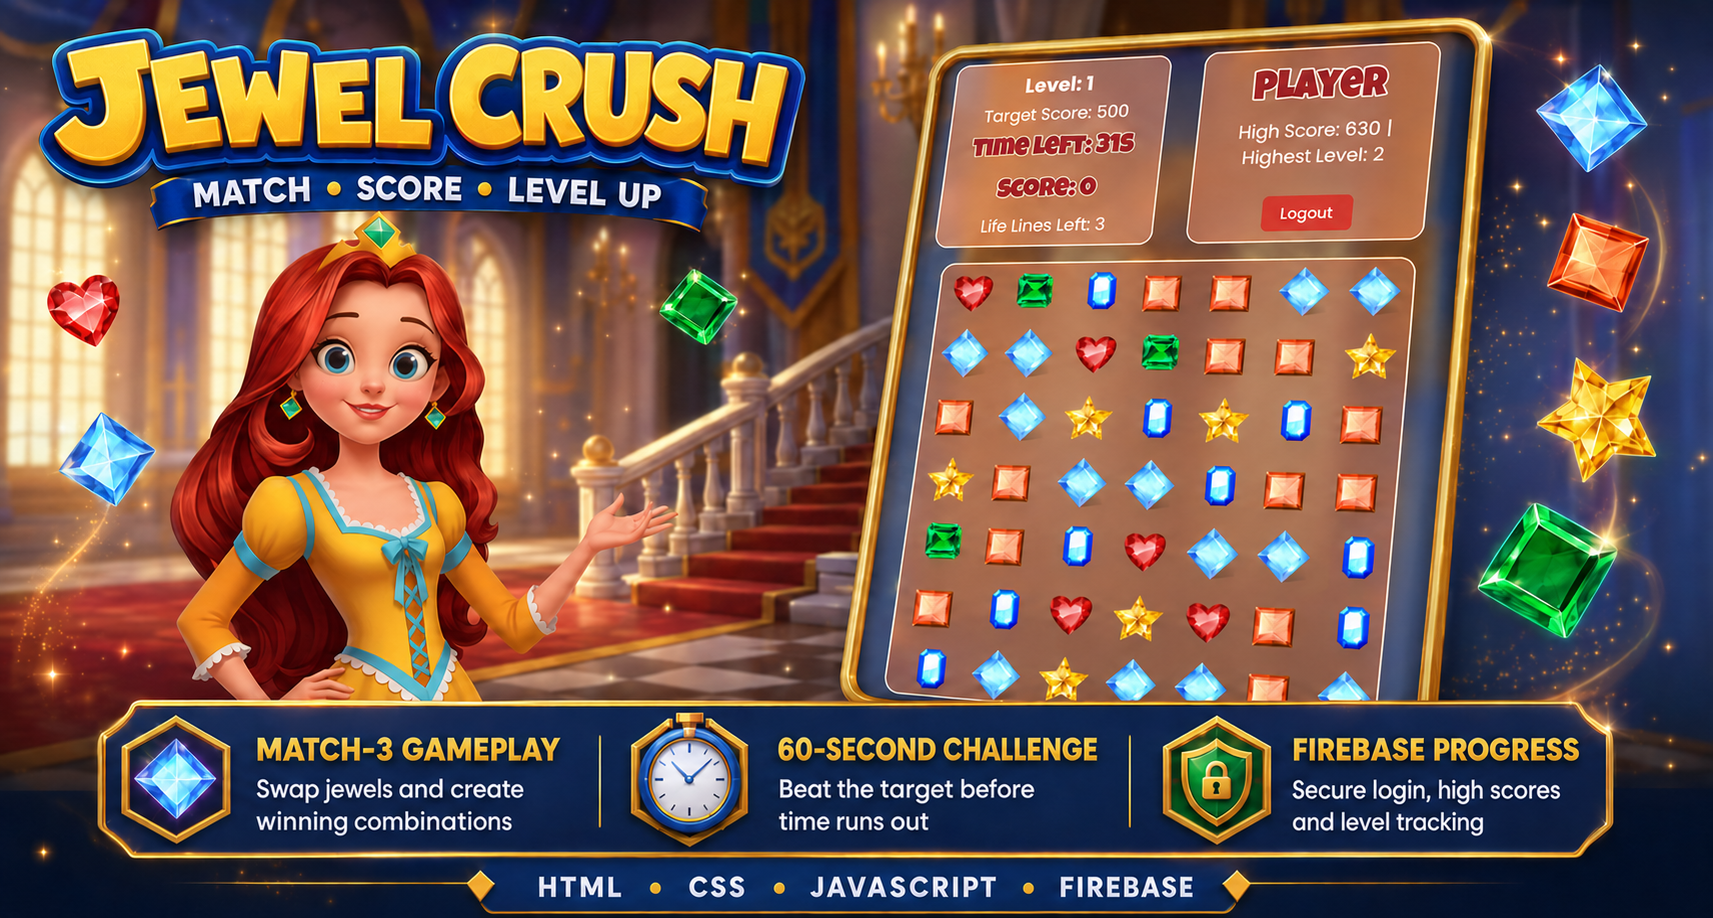 JEWEL CRUSH
MATCH • SCORE • LEVEL UP
Level: 1
Target Score: 500
Time Left: 31s
Score: 0
Life Lines Left: 3
Player
High Score: 630 |
Highest Level: 2
Logout
MATCH-3 GAMEPLAY
Swap jewels and create
winning combinations
60-SECOND CHALLENGE
Beat the target before
time runs out
FIREBASE PROGRESS
Secure login, high scores
and level tracking
HTML • CSS • JAVASCRIPT • FIREBASE